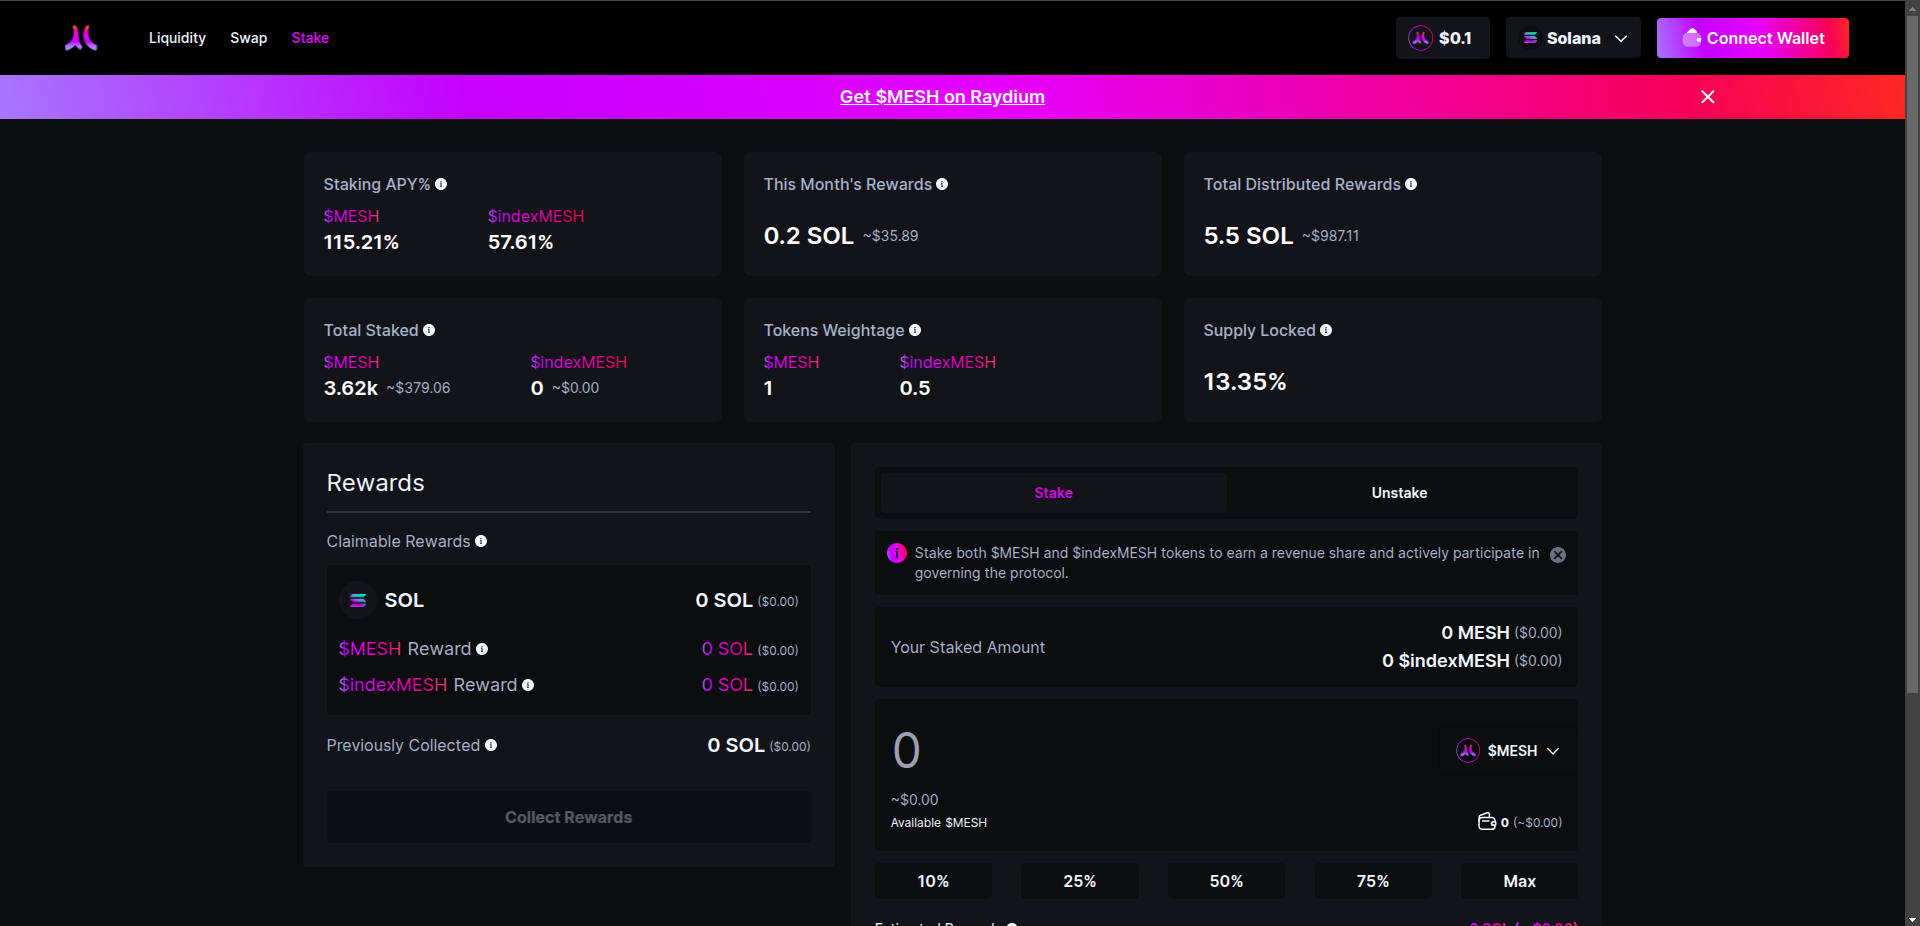 Liquidity Swap Stake
$0.1
Solana
Connect Wallet
Get $MESH on Raydium
Staking APY%
$MESH $indexMESH
115.21% 57.61%
This Month's Rewards
0.2 SOL ~$35.89
Total Distributed Rewards
5.5 SOL ~$987.11
Total Staked
$MESH $indexMESH
3.62k ~$379.06 0 ~$0.00
Tokens Weightage
$MESH $indexMESH
1 0.5
Supply Locked
13.35%
Rewards
Claimable Rewards
SOL 0 SOL ($0.00)
$MESH Reward 0 SOL ($0.00)
$indexMESH Reward 0 SOL ($0.00)
Previously Collected 0 SOL ($0.00)
Collect Rewards
Stake Unstake
Stake both $MESH and $indexMESH tokens to earn a revenue share and actively participate in
governing the protocol.
Your Staked Amount
0 MESH ($0.00)
0 $indexMESH ($0.00)
0
$MESH
~$0.00
Available $MESH
0 (~$0.00)
10% 25% 50% 75% Max